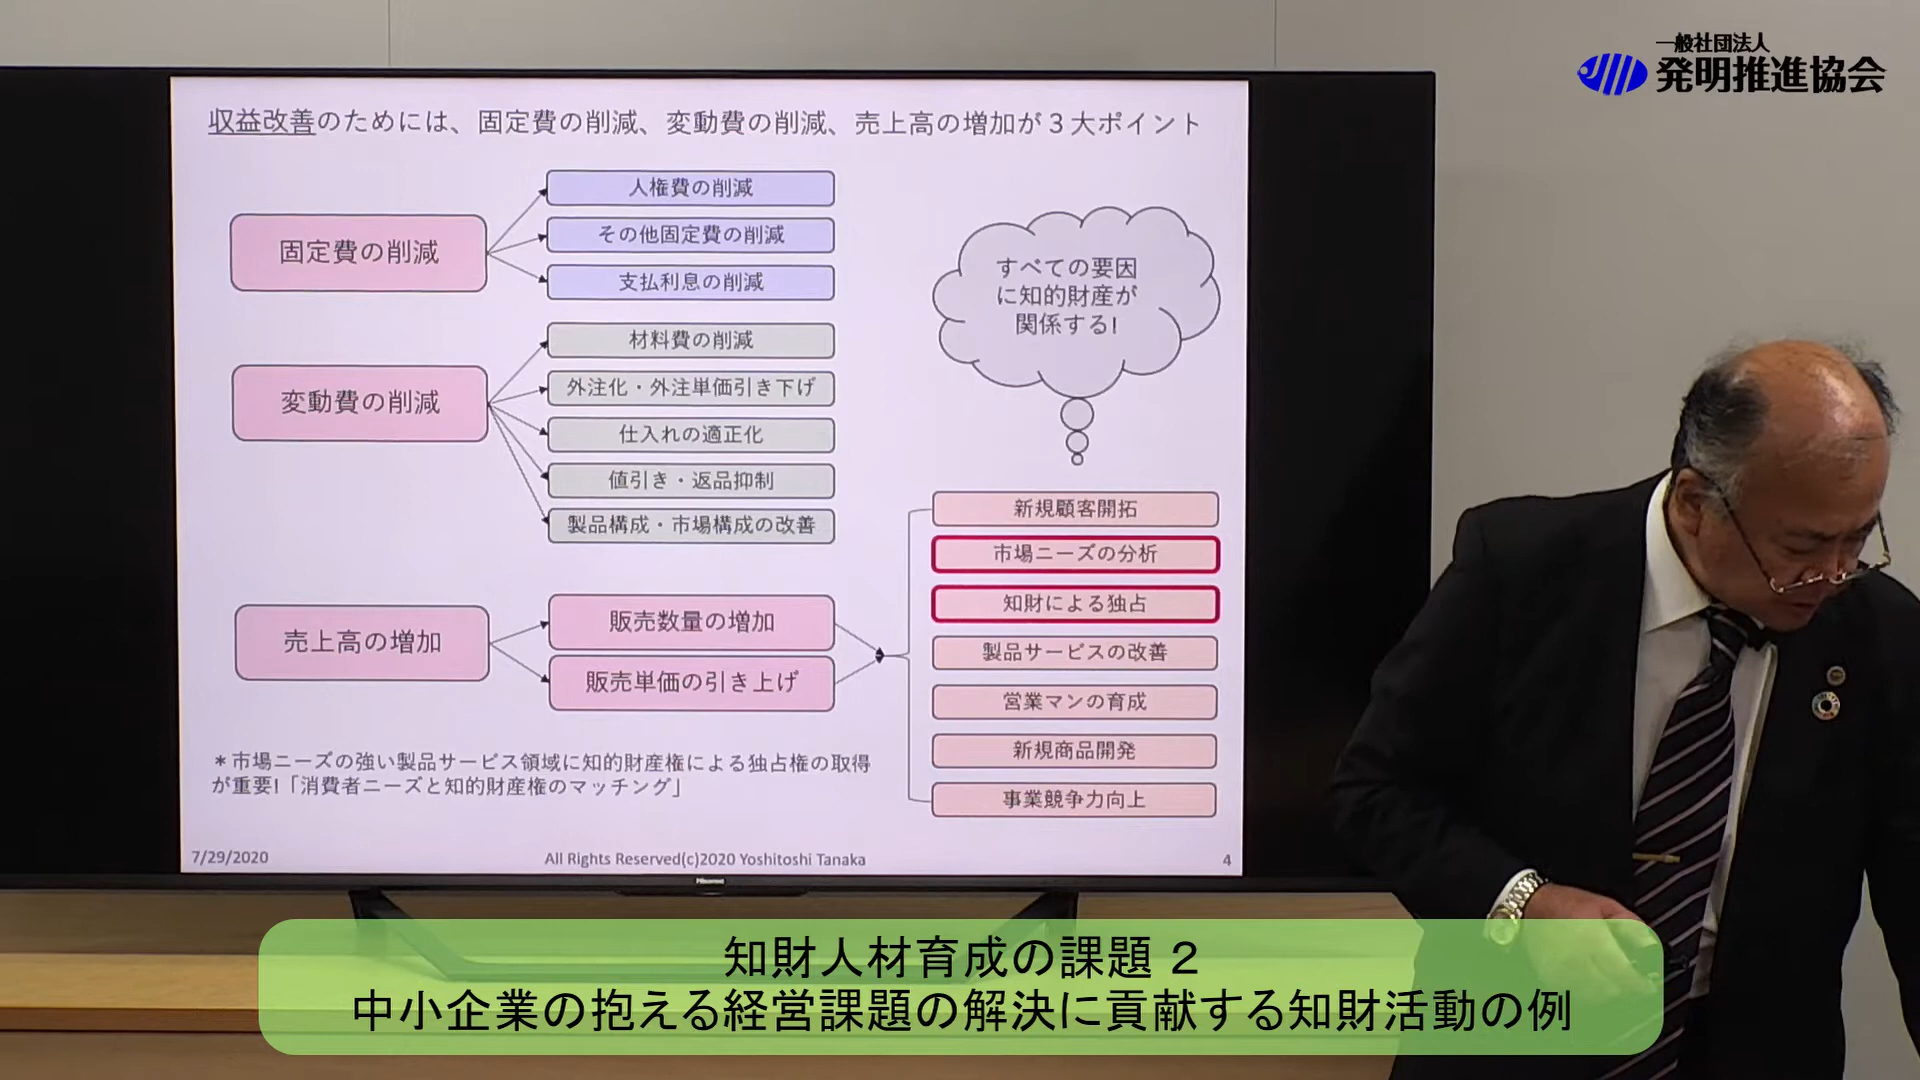 一般社団法人
発明推進協会
収益改善のためには、固定費の削減、変動費の削減、売上高の増加が３大ポイント
固定費の削減
人権費の削減
その他固定費の削減
支払利息の削減
変動費の削減
材料費の削減
外注化・外注単価引き下げ
仕入れの適正化
値引き・返品抑制
製品構成・市場構成の改善
すべての要因
に知的財産が
関係する!
売上高の増加
販売数量の増加
販売単価の引き上げ
新規顧客開拓
市場ニーズの分析
知財による独占
製品サービスの改善
営業マンの育成
新規商品開発
事業競争力向上
＊市場ニーズの強い製品サービス領域に知的財産権による独占権の取得
が重要!「消費者ニーズと知的財産権のマッチング」
7/29/2020
All Rights Reserved(c)2020 Yoshitoshi Tanaka
4
Hisense
知財人材育成の課題 ２
中小企業の抱える経営課題の解決に貢献する知財活動の例